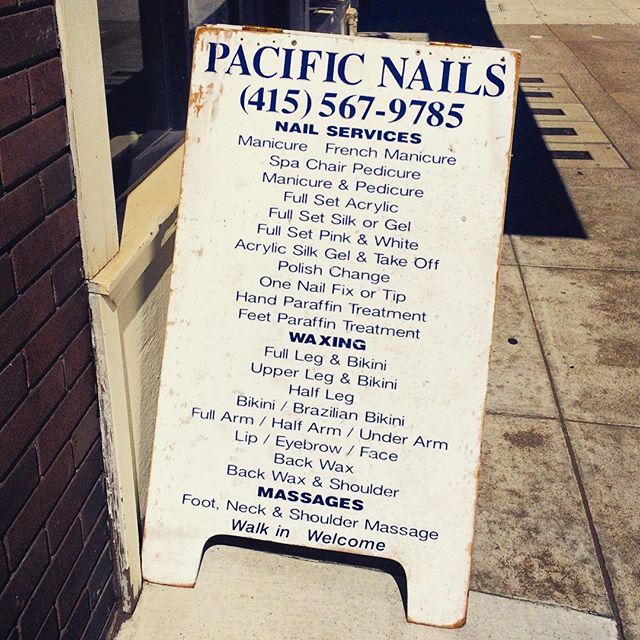 PACIFIC NAILS
(415) 567-9785
NAIL SERVICES
Manicure French Manicure
Spa Chair Pedicure
Manicure & Pedicure
Full Set Acrylic
Full Set Silk or Gel
Full Set Pink & White
Acrylic Silk Gel & Take Off
Polish Change
One Nail Fix or Tip
Hand Paraffin Treatment
Feet Paraffin Treatment
WAXING
Full Leg & Bikini
Upper Leg & Bikini
Half Leg
Bikini / Brazilian Bikini
Full Arm / Half Arm / Under Arm
Lip / Eyebrow / Face
Back Wax
Back Wax & Shoulder
MASSAGES
Foot, Neck & Shoulder Massage
Walk in Welcome